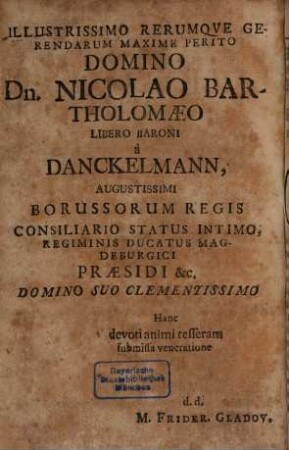 ILLUSTRISSIMO RERUMQVE GE-
RENDARUM MAXIME PERITO
DOMINO
Dn. NICOLAO BAR-
THOLOMÆO
LIBERO BARONI
à
DANCKELMANN,
AUGUSTISSIMI
BORUSSORUM REGIS
CONSILIARIO STATUS INTIMO,
REGIMINIS DUCATUS MAG-
DEBURGICI
PRÆSIDI &c,
DOMINO SUO CLEMENTISSIMO
Hanc
devoti animi tesseram
submissa veneratione
Bayerische
Staatsbibliothek
München
d. d.
M. FRIDER. GLADOV.